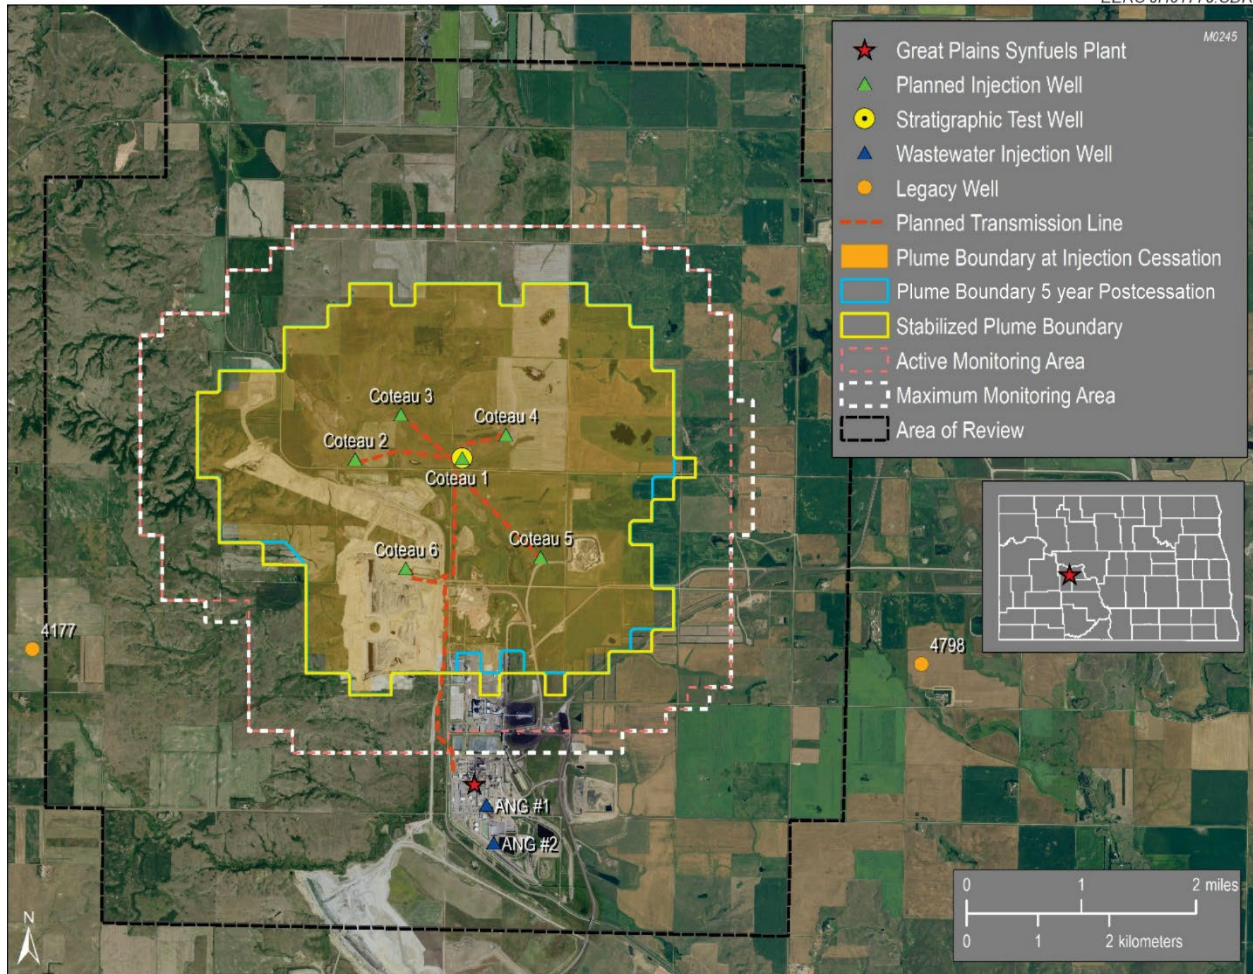 M0245
Great Plains Synfuels Plant
Planned Injection Well
Stratigraphic Test Well
Wastewater Injection Well
Legacy Well
Planned Transmission Line
Plume Boundary at Injection Cessation
Plume Boundary 5 year Postcessation
Stabilized Plume Boundary
Active Monitoring Area
Maximum Monitoring Area
Area of Review
Coteau 3
Coteau 4
Coteau 2
Coteau 1
Coteau 5
Coteau 6
4177
4798
ANG #1
ANG #2
0 1 2 miles
0 1 2 kilometers
N